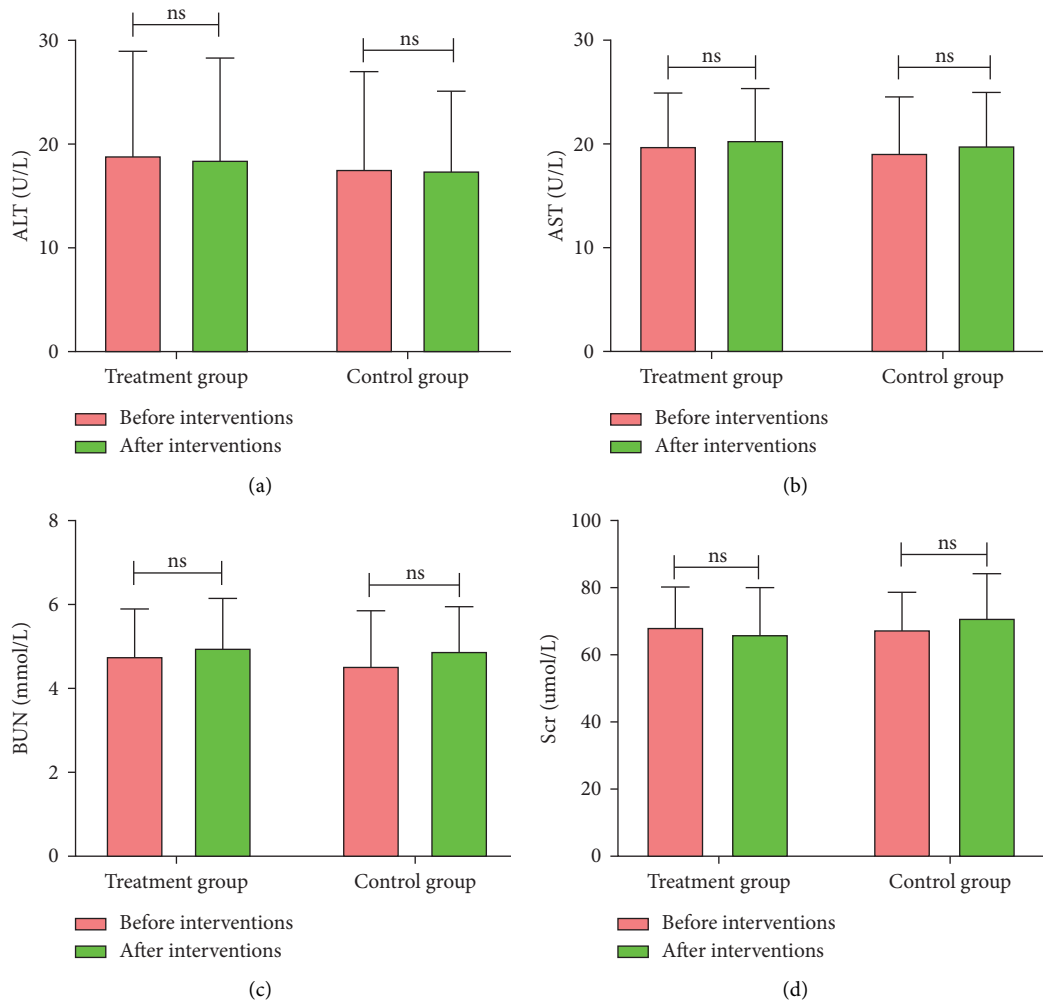 ns
ns
30
20
10
0
ALT (U/L)
Treatment group
Control group
Before interventions
After interventions
(a)
ns
ns
30
20
10
0
AST (U/L)
Treatment group
Control group
Before interventions
After interventions
(b)
ns
ns
8
6
4
2
0
BUN (mmol/L)
Treatment group
Control group
Before interventions
After interventions
(c)
ns
ns
100
80
60
40
20
0
Scr (umol/L)
Treatment group
Control group
Before interventions
After interventions
(d)